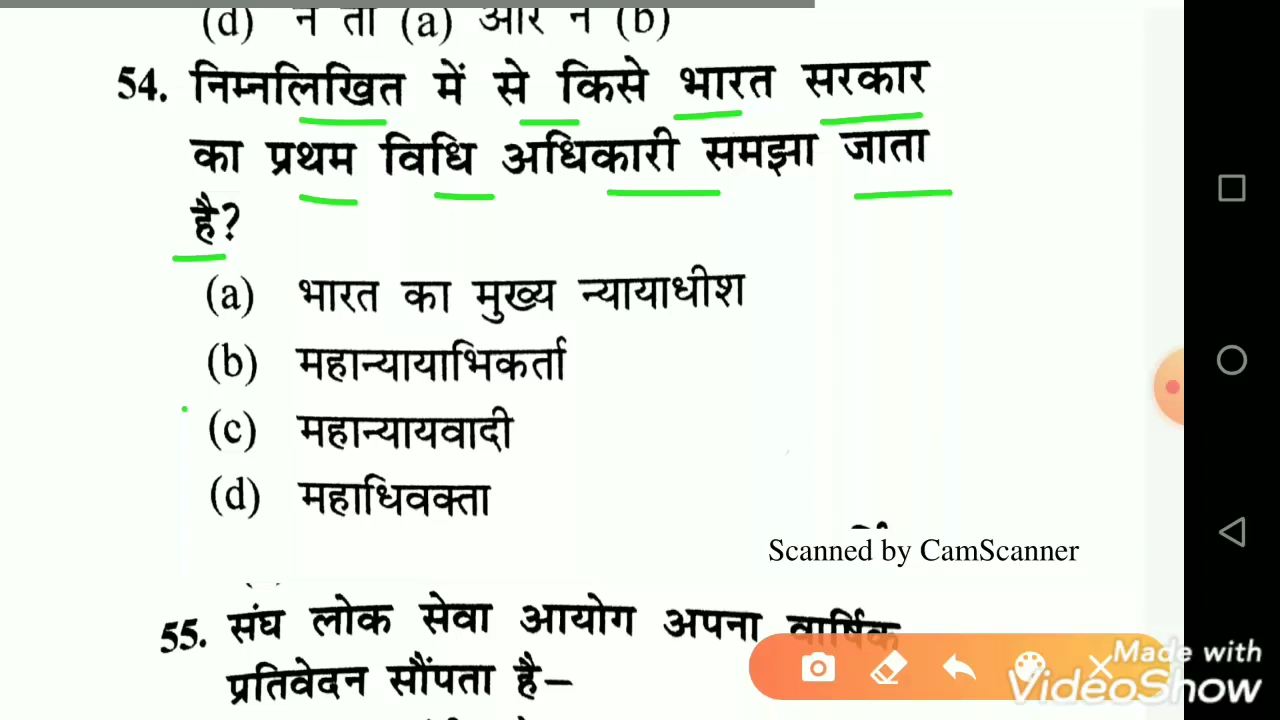 (d) न तो (a) और न (b)
54. निम्नलिखित में से किसे भारत सरकार
का प्रथम विधि अधिकारी समझा जाता
है?
(a) भारत का मुख्य न्यायाधीश
(b) महान्यायाभिकर्ता
(c) महान्यायवादी
(d) महाधिवक्ता
Scanned by CamScanner
55. संघ लोक सेवा आयोग अपना वार्षिक
प्रतिवेदन सौंपता है–
Made with
VideoShow